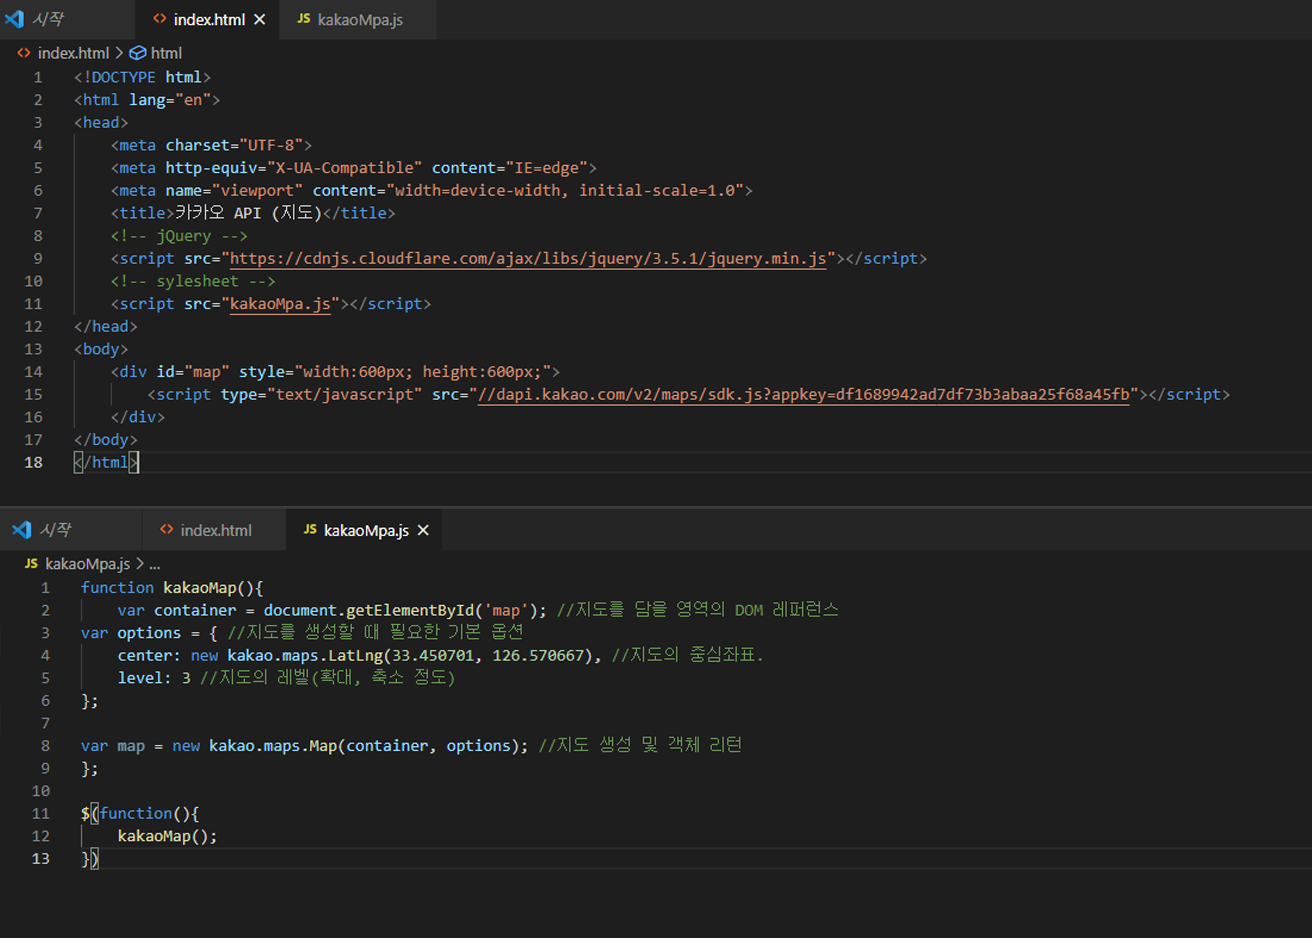 시작 index.html kakaoMpa.js
index.html > html
1 <!DOCTYPE html>
2 <html lang="en">
3 <head>
4 <meta charset="UTF-8">
5 <meta http-equiv="X-UA-Compatible" content="IE=edge">
6 <meta name="viewport" content="width=device-width, initial-scale=1.0">
7 <title>카카오 API (지도)</title>
8 <!-- jQuery -->
9 <script src="https://cdnjs.cloudflare.com/ajax/libs/jquery/3.5.1/jquery.min.js"></script>
10 <!-- sylesheet -->
11 <script src="kakaoMpa.js"></script>
12 </head>
13 <body>
14 <div id="map" style="width:600px; height:600px;">
15 <script type="text/javascript" src="//dapi.kakao.com/v2/maps/sdk.js?appkey=df1689942ad7df73b3abaa25f68a45fb"></script>
16 </div>
17 </body>
18 </html>
시작 index.html JS kakaoMpa.js
JS kakaoMpa.js > ...
1 function kakaoMap(){
2 var container = document.getElementById('map'); //지도를 담을 영역의 DOM 레퍼런스
3 var options = { //지도를 생성할 때 필요한 기본 옵션
4 center: new kakao.maps.LatLng(33.450701, 126.570667), //지도의 중심좌표.
5 level: 3 //지도의 레벨(확대, 축소 정도)
6 };
7
8 var map = new kakao.maps.Map(container, options); //지도 생성 및 객체 리턴
9 };
10
11 $(function(){
12 kakaoMap();
13 })